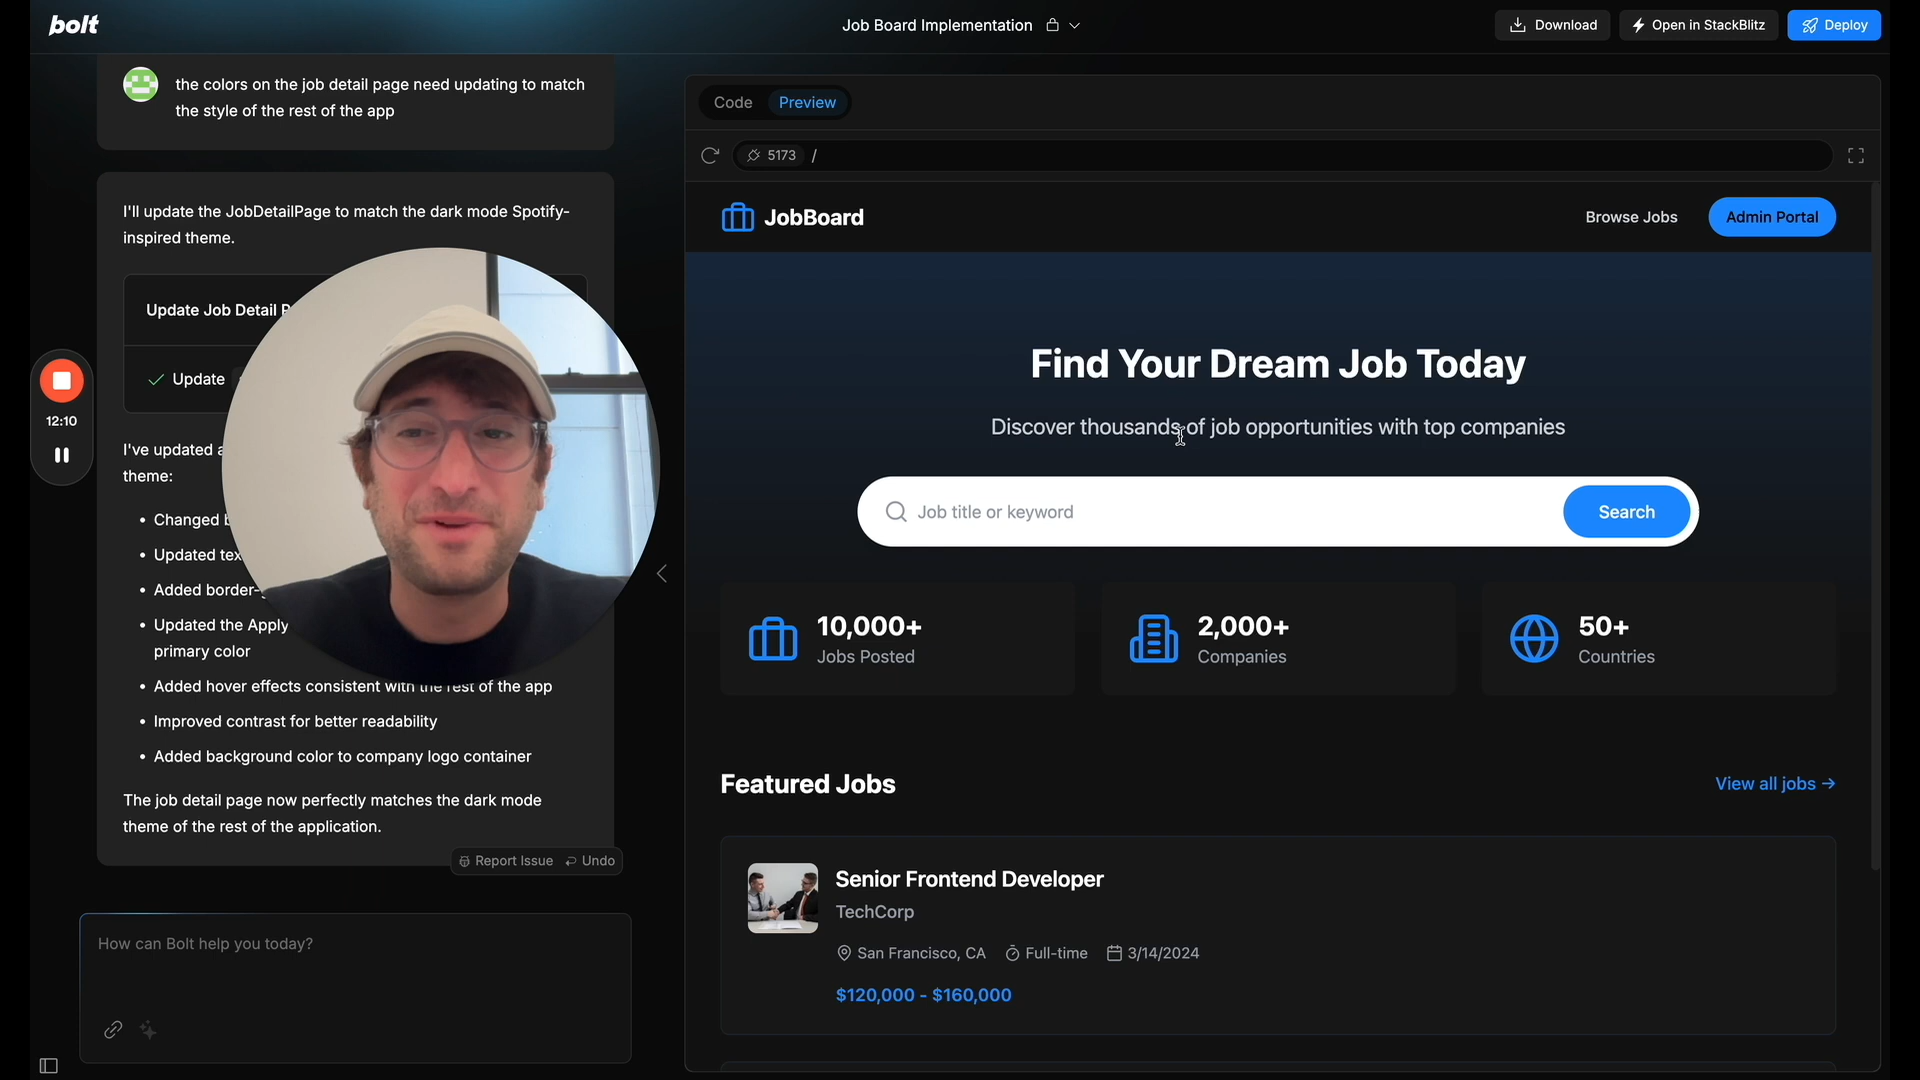 bolt
Job Board Implementation
Download
Open in StackBlitz
Deploy
the colors on the job detail page need updating to match
the style of the rest of the app
I'll update the JobDetailPage to match the dark mode Spotify-
inspired theme.
Update Job Detail
Update
I've updated
theme:
• Changed
• Updated
• Added border-
• Updated the Apply
primary color
• Added hover effects consistent with the rest of the app
• Improved contrast for better readability
• Added background color to company logo container
The job detail page now perfectly matches the dark mode
theme of the rest of the application.
Report Issue
Undo
How can Bolt help you today?
12:10
Code
Preview
5173
/
JobBoard
Browse Jobs
Admin Portal
Find Your Dream Job Today
Discover thousands of job opportunities with top companies
Job title or keyword
Search
10,000+
Jobs Posted
2,000+
Companies
50+
Countries
Featured Jobs
View all jobs →
Senior Frontend Developer
TechCorp
San Francisco, CA
Full-time
3/14/2024
$120,000 - $160,000